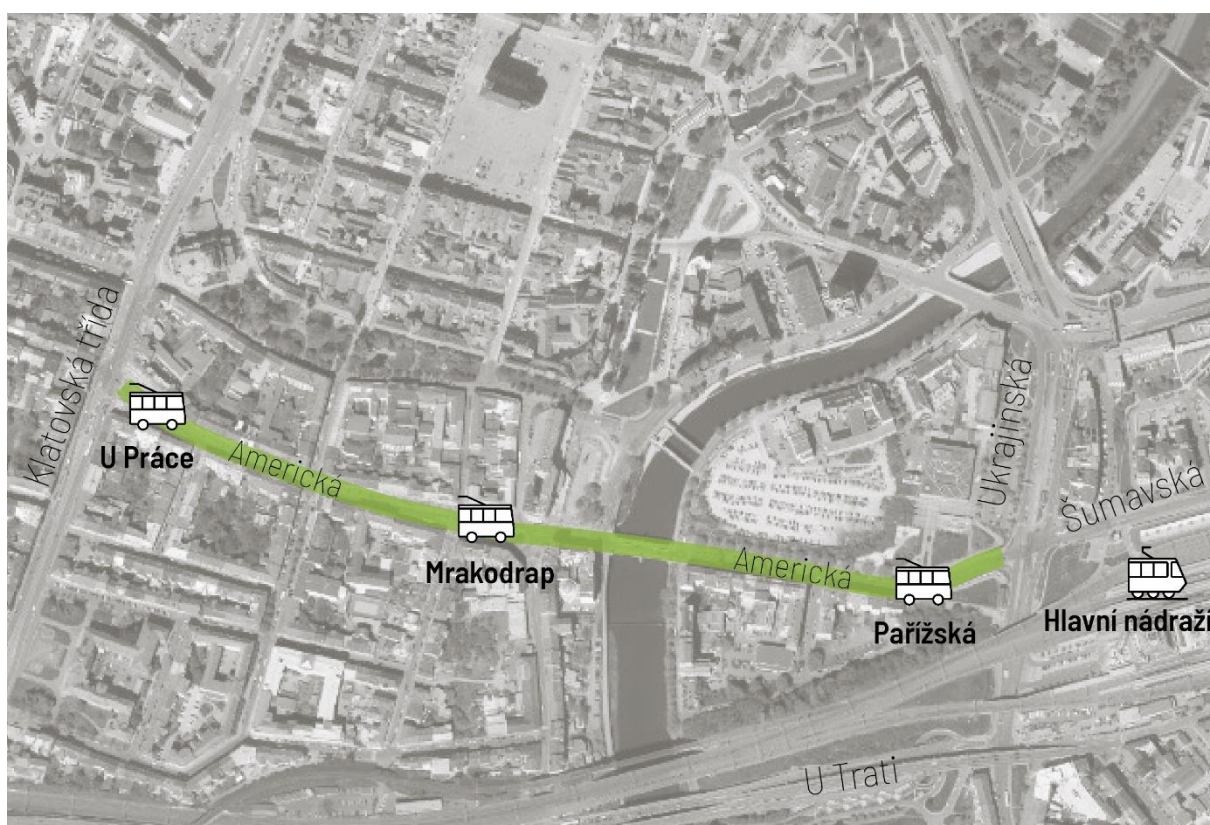 Klatovská třída
U Práce
Americká
Mrakodrap
Americká
Pařížská
Ukrajinská
Šumavská
Hlavní nádraží
U Trati